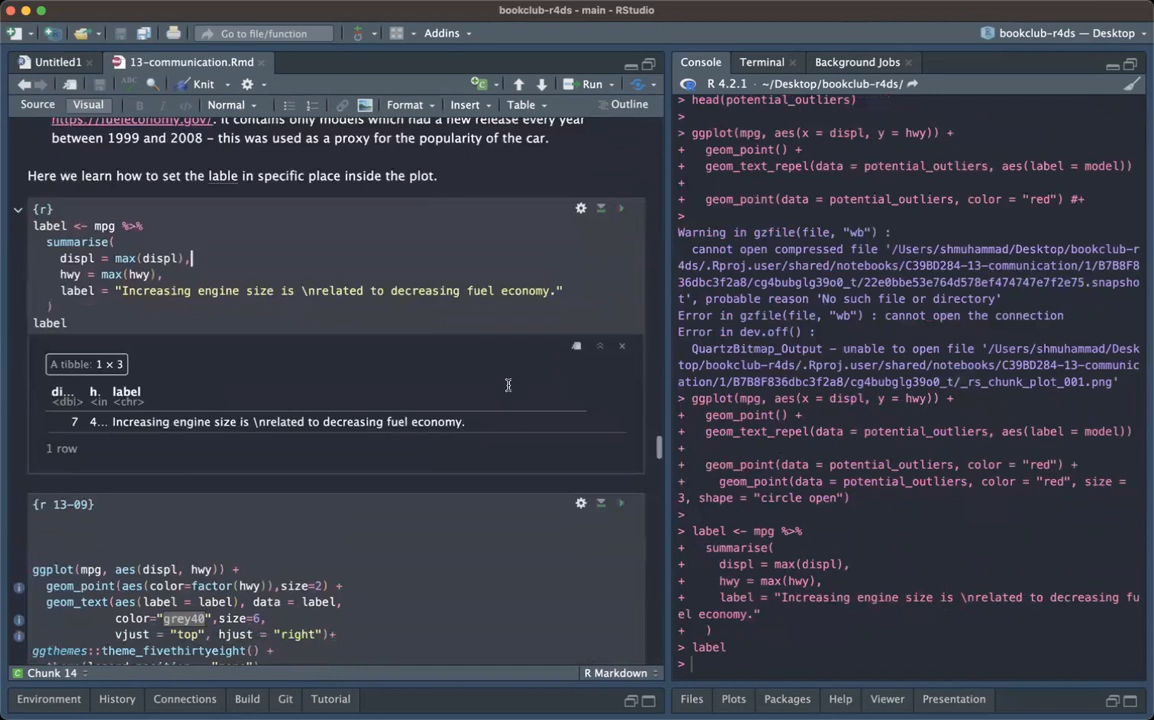 bookclub-r4ds - main - RStudio
Go to file/function
Addins
bookclub-r4ds — Desktop
Untitled1
13-communication.Rmd
Knit
Run
Source
Visual
B
I
</>
Normal
Format
Insert
Table
Outline
https://fueleconomy.gov/. It contains only models which had a new release every year
between 1999 and 2008 - this was used as a proxy for the popularity of the car.
Here we learn how to set the lable in specific place inside the plot.
{r}
label <- mpg %>%
summarise(
displ = max(displ),
hwy = max(hwy),
label = "Increasing engine size is \nrelated to decreasing fuel economy."
)
label
A tibble: 1 × 3
di... h. label
<dbl> <in <chr>
7 4... Increasing engine size is \nrelated to decreasing fuel economy.
1 row
{r 13-09}
ggplot(mpg, aes(displ, hwy)) +
geom_point(aes(color=factor(hwy)),size=2) +
geom_text(aes(label = label), data = label,
color="grey40",size=6,
vjust = "top", hjust = "right")+
ggthemes::theme_fivethirtyeight() +
Chunk 14
R Markdown
Environment
History
Connections
Build
Git
Tutorial
Console
Terminal
Background Jobs
R 4.2.1 · ~/Desktop/bookclub-r4ds/
> head(potential_outliers)
>
> ggplot(mpg, aes(x = displ, y = hwy)) +
+ geom_point() +
+ geom_text_repel(data = potential_outliers, aes(label = model))
+
+ geom_point(data = potential_outliers, color = "red") #+
>
Warning in gzfile(file, "wb") :
cannot open compressed file '/Users/shmuhammad/Desktop/bookclub-r
4ds/.Rproj.user/shared/notebooks/C39BD284-13-communication/1/B7B8F8
36dbc3f2a8/cg4bubglg39o0_t/22e0bbe53e764d578ef474747e7f2e75.snapsho
t', probable reason 'No such file or directory'
Error in gzfile(file, "wb") : cannot open the connection
Error in dev.off() :
QuartzBitmap_Output - unable to open file '/Users/shmuhammad/Desk
top/bookclub-r4ds/.Rproj.user/shared/notebooks/C39BD284-13-communic
ation/1/B7B8F836dbc3f2a8/cg4bubglg39o0_t/_rs_chunk_plot_001.png'
> ggplot(mpg, aes(x = displ, y = hwy)) +
+ geom_point() +
+ geom_text_repel(data = potential_outliers, aes(label = model))
+
+ geom_point(data = potential_outliers, color = "red") +
+ geom_point(data = potential_outliers, color = "red", size =
3, shape = "circle open")
>
> label <- mpg %>%
+ summarise(
+ displ = max(displ),
+ hwy = max(hwy),
+ label = "Increasing engine size is \nrelated to decreasing fu
el economy."
+ )
> label
>
Files
Plots
Packages
Help
Viewer
Presentation